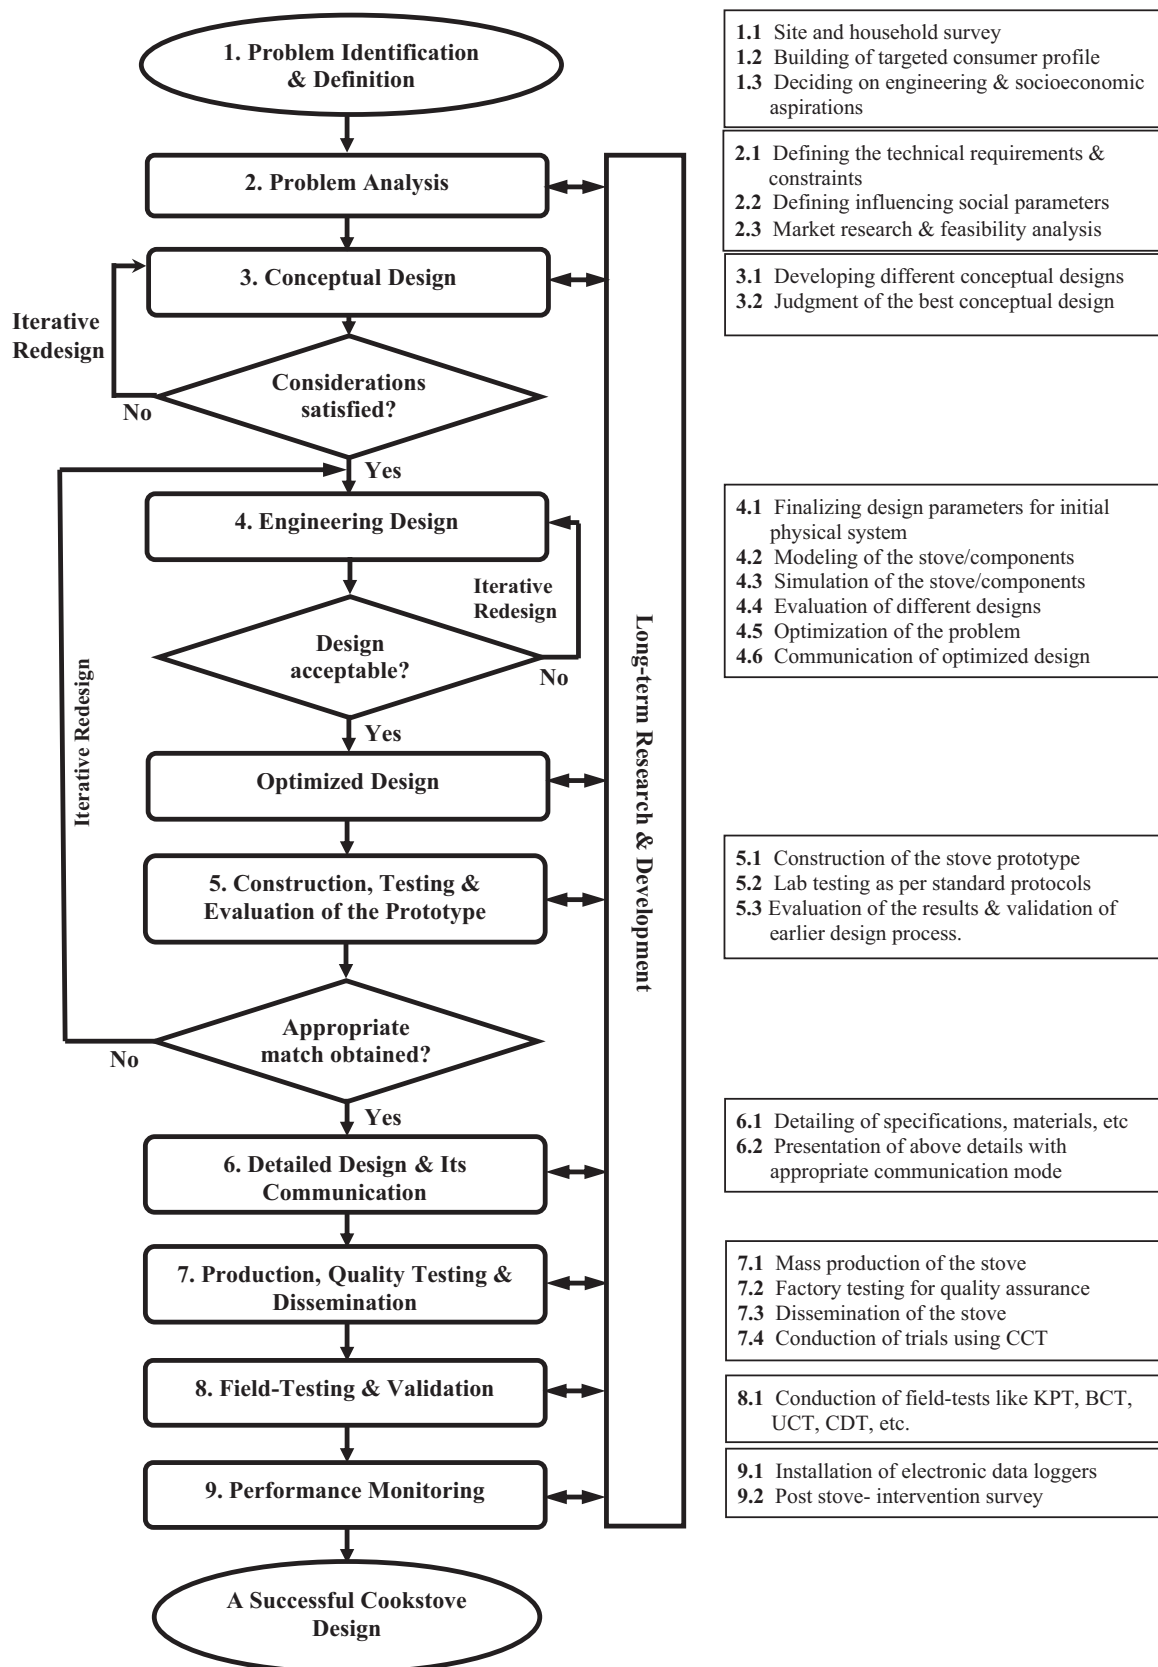 1. Problem Identification
& Definition
2. Problem Analysis
3. Conceptual Design
Iterative
Redesign
Considerations
satisfied?
No
Yes
4. Engineering Design
Iterative
Redesign
Design
acceptable?
No
Yes
Iterative Redesign
Optimized Design
5. Construction, Testing &
Evaluation of the Prototype
Appropriate
match obtained?
No
Yes
6. Detailed Design & Its
Communication
7. Production, Quality Testing &
Dissemination
8. Field-Testing & Validation
9. Performance Monitoring
A Successful Cookstove
Design
Long-term Research & Development
1.1 Site and household survey
1.2 Building of targeted consumer profile
1.3 Deciding on engineering & socioeconomic
aspirations
2.1 Defining the technical requirements &
constraints
2.2 Defining influencing social parameters
2.3 Market research & feasibility analysis
3.1 Developing different conceptual designs
3.2 Judgment of the best conceptual design
4.1 Finalizing design parameters for initial
physical system
4.2 Modeling of the stove/components
4.3 Simulation of the stove/components
4.4 Evaluation of different designs
4.5 Optimization of the problem
4.6 Communication of optimized design
5.1 Construction of the stove prototype
5.2 Lab testing as per standard protocols
5.3 Evaluation of the results & validation of
earlier design process.
6.1 Detailing of specifications, materials, etc
6.2 Presentation of above details with
appropriate communication mode
7.1 Mass production of the stove
7.2 Factory testing for quality assurance
7.3 Dissemination of the stove
7.4 Conduction of trials using CCT
8.1 Conduction of field-tests like KPT, BCT,
UCT, CDT, etc.
9.1 Installation of electronic data loggers
9.2 Post stove- intervention survey